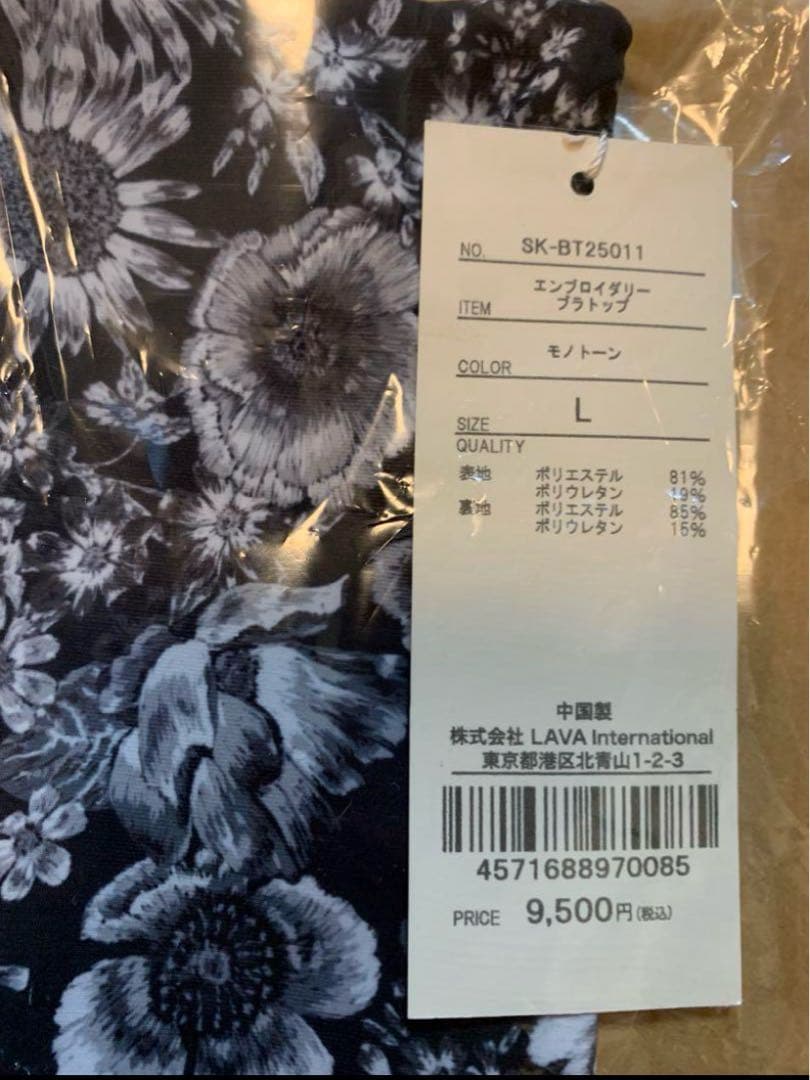 NO. SK-BT25011
エンブロイダリー
ITEM ブラトップ
COLOR モノトーン
SIZE L
QUALITY
表地 ポリエステル 81%
ポリウレタン 19%
裏地 ポリエステル 85%
ポリウレタン 15%
中国製
株式会社 LAVA International
東京都港区北青山1-2-3
4571688970085
PRICE 9,500円(税込)